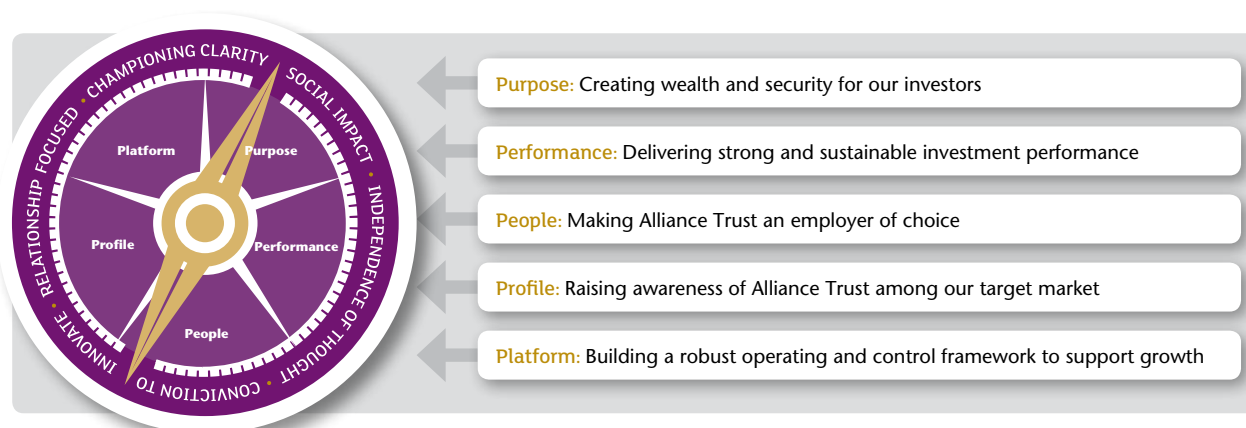 CHAMPIONING CLARITY · SOCIAL IMPACT · INDEPENDENCE OF THOUGHT · CONVICTION TO INNOVATE · RELATIONSHIP FOCUSED ·
Platform
Purpose
Profile
Performance
People
Purpose: Creating wealth and security for our investors
Performance: Delivering strong and sustainable investment performance
People: Making Alliance Trust an employer of choice
Profile: Raising awareness of Alliance Trust among our target market
Platform: Building a robust operating and control framework to support growth